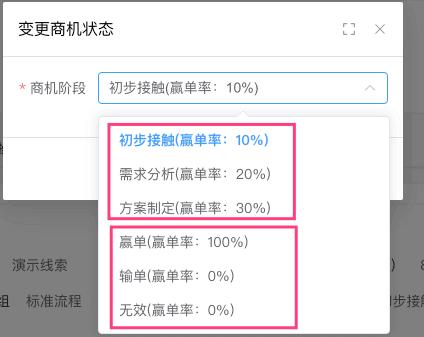 变更商机状态
* 商机阶段 初步接触(赢单率：10%)
初步接触(赢单率：10%)
需求分析(赢单率：20%)
方案制定(赢单率：30%)
赢单(赢单率：100%)
输单(赢单率：0%)
无效(赢单率：0%)
演示线索
组 标准流程 初步接触